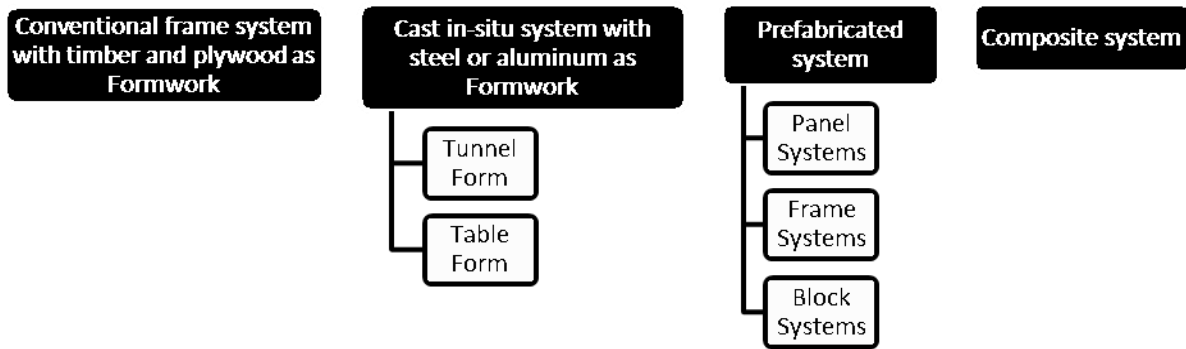 Conventional frame system
with timber and plywood as
Formwork
Cast in-situ system with
steel or aluminum as
Formwork
Tunnel
Form
Table
Form
Prefabricated
system
Panel
Systems
Frame
Systems
Block
Systems
Composite system